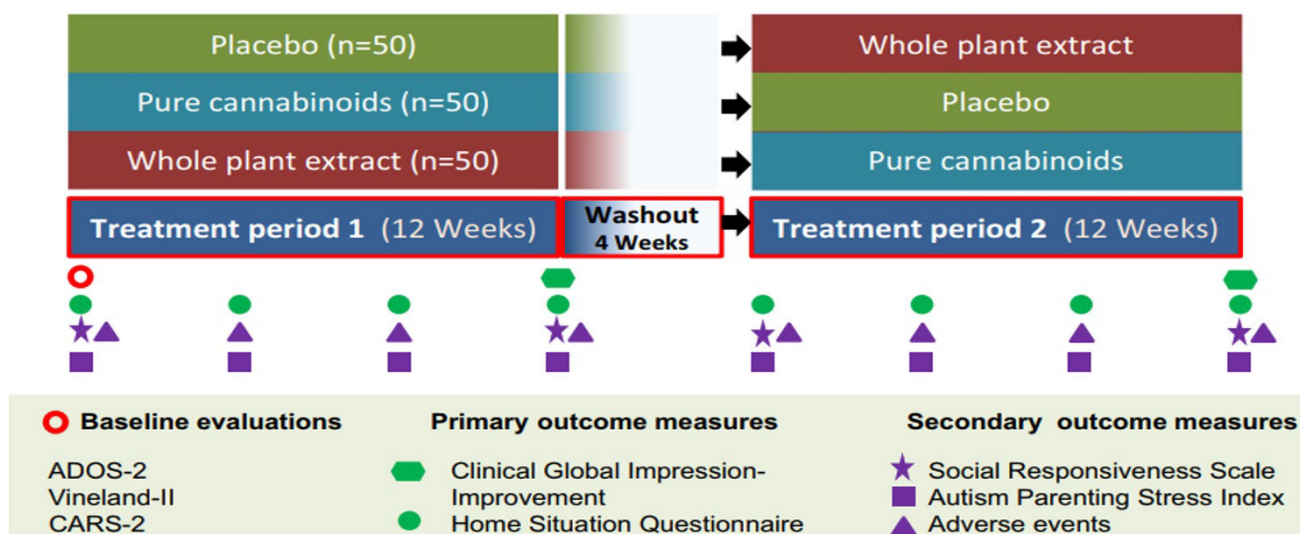 Placebo (n=50)
Whole plant extract
Pure cannabinoids (n=50)
Placebo
Whole plant extract (n=50)
Pure cannabinoids
Treatment period 1 (12 Weeks)
Washout
4 Weeks
Treatment period 2 (12 Weeks)
Baseline evaluations
ADOS-2
Vineland-II
CARS-2
Primary outcome measures
Clinical Global Impression-
Improvement
Home Situation Questionnaire
Secondary outcome measures
Social Responsiveness Scale
Autism Parenting Stress Index
Adverse events